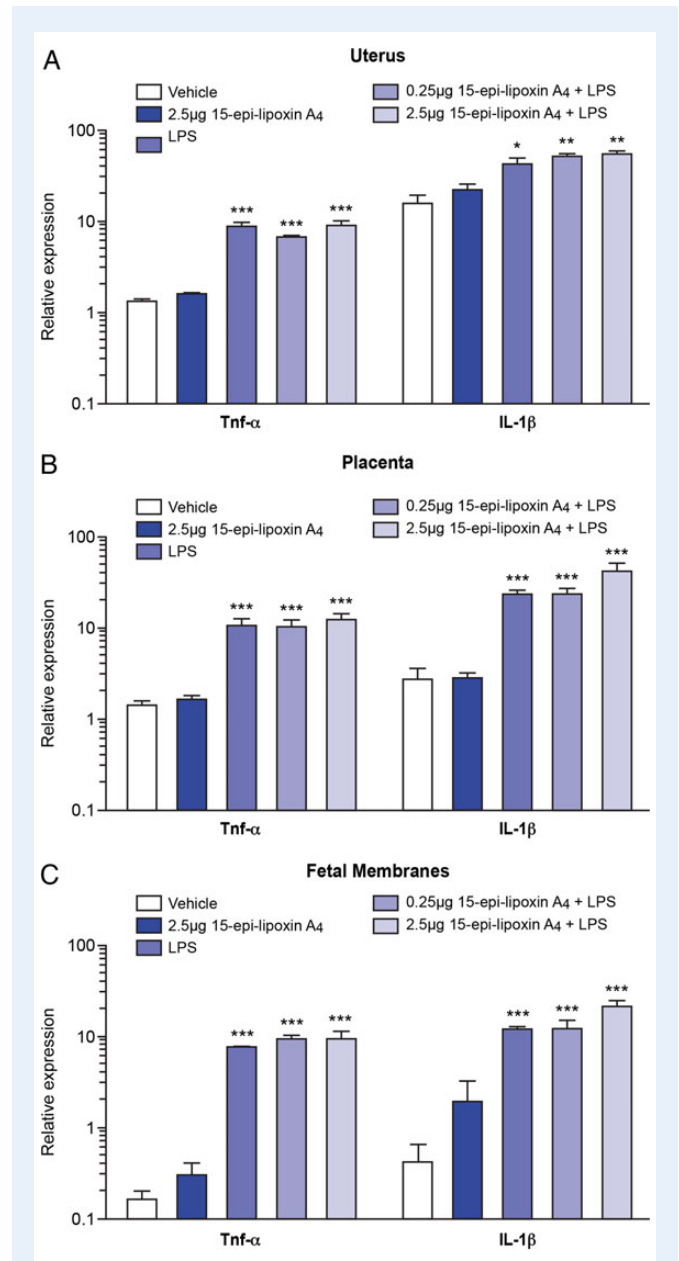 A
Uterus
Vehicle
2.5µg 15-epi-lipoxin A4
LPS
0.25µg 15-epi-lipoxin A4 + LPS
2.5µg 15-epi-lipoxin A4 + LPS
Relative expression
100
10
1
0.1
*** *** *** * ** **
Tnf-α IL-1β
B
Placenta
Vehicle
2.5µg 15-epi-lipoxin A4
LPS
0.25µg 15-epi-lipoxin A4 + LPS
2.5µg 15-epi-lipoxin A4 + LPS
Relative expression
100
10
1
0.1
*** *** *** *** *** ***
Tnf-α IL-1β
C
Fetal Membranes
Vehicle
2.5µg 15-epi-lipoxin A4
LPS
0.25µg 15-epi-lipoxin A4 + LPS
2.5µg 15-epi-lipoxin A4 + LPS
Relative expression
100
10
1
0.1
*** *** *** *** *** ***
Tnf-α IL-1β